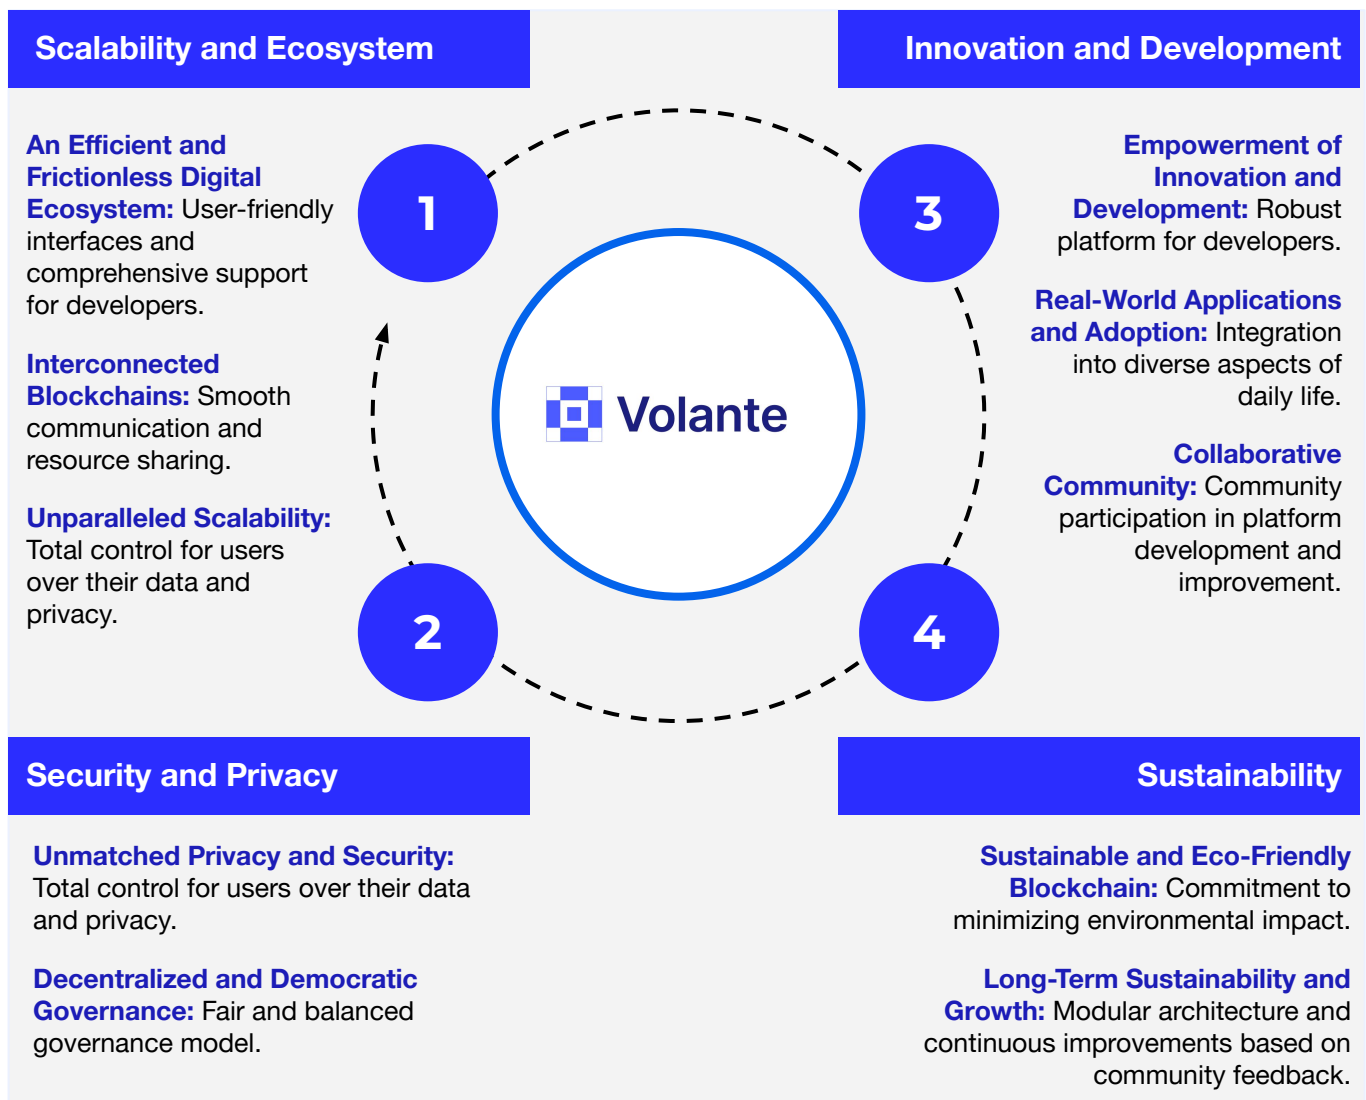 Scalability and Ecosystem
An Efficient and
Frictionless Digital
Ecosystem: User-friendly
interfaces and
comprehensive support
for developers.
Interconnected
Blockchains: Smooth
communication and
resource sharing.
Unparalleled Scalability:
Total control for users
over their data and
privacy.
1
2
Volante
3
4
Innovation and Development
Empowerment of
Innovation and
Development: Robust
platform for developers.
Real-World Applications
and Adoption: Integration
into diverse aspects of
daily life.
Collaborative
Community: Community
participation in platform
development and
improvement.
Security and Privacy
Unmatched Privacy and Security:
Total control for users over their data
and privacy.
Decentralized and Democratic
Governance: Fair and balanced
governance model.
Sustainability
Sustainable and Eco-Friendly
Blockchain: Commitment to
minimizing environmental impact.
Long-Term Sustainability and
Growth: Modular architecture and
continuous improvements based on
community feedback.